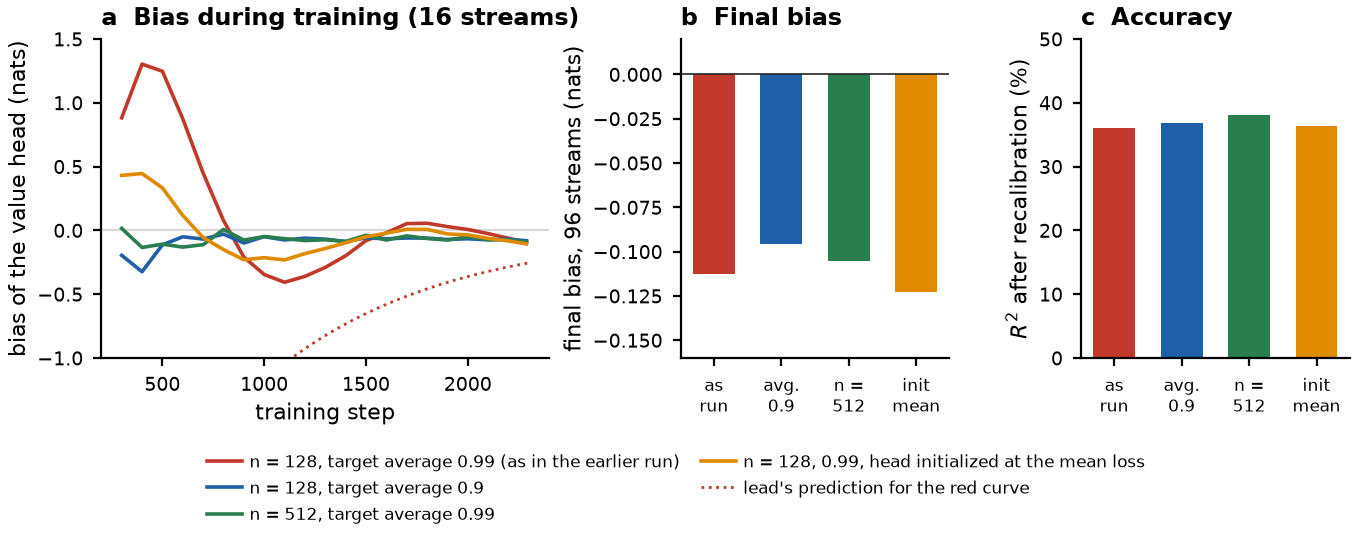 a Bias during training (16 streams)
bias of the value head (nats)
1.5
1.0
0.5
0.0
−0.5
−1.0
500
1000
1500
2000
training step
b Final bias
final bias, 96 streams (nats)
0.000
−0.025
−0.050
−0.075
−0.100
−0.125
−0.150
as
run
avg.
0.9
n =
512
init
mean
c Accuracy
R² after recalibration (%)
50
40
30
20
10
0
as
run
avg.
0.9
n =
512
init
mean
n = 128, target average 0.99 (as in the earlier run)
n = 128, target average 0.9
n = 512, target average 0.99
n = 128, 0.99, head initialized at the mean loss
lead's prediction for the red curve